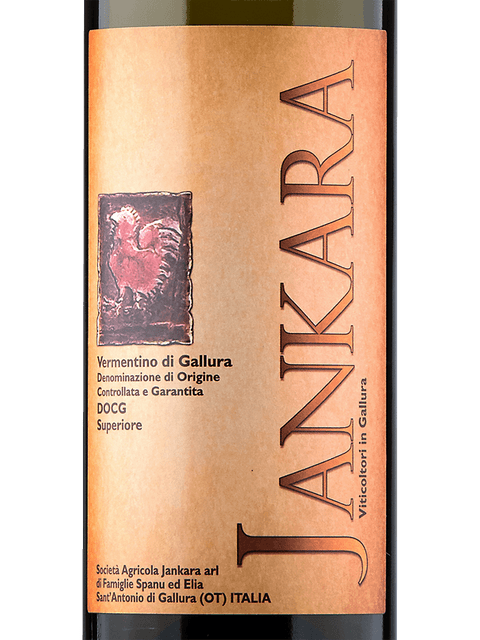 JANKARA
Viticoltori in Gallura
Vermentino di Gallura
Denominazione di Origine
Controllata e Garantita
DOCG
Superiore
Società Agricola Jankara arl
di Famiglie Spanu ed Elia
Sant'Antonio di Gallura (OT) ITALIA